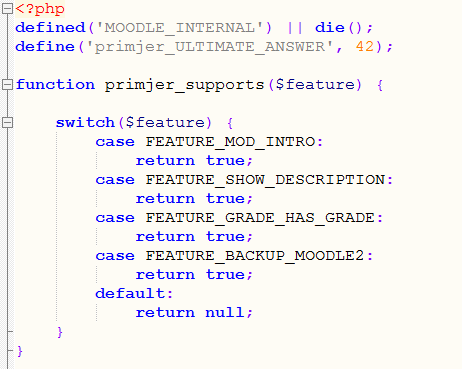 <?php
defined('MOODLE_INTERNAL') || die();
define('primjer_ULTIMATE_ANSWER', 42);

function primjer_supports($feature) {

    switch($feature) {
        case FEATURE_MOD_INTRO:
            return true;
        case FEATURE_SHOW_DESCRIPTION:
            return true;
        case FEATURE_GRADE_HAS_GRADE:
            return true;
        case FEATURE_BACKUP_MOODLE2:
            return true;
        default:
            return null;
    }
}